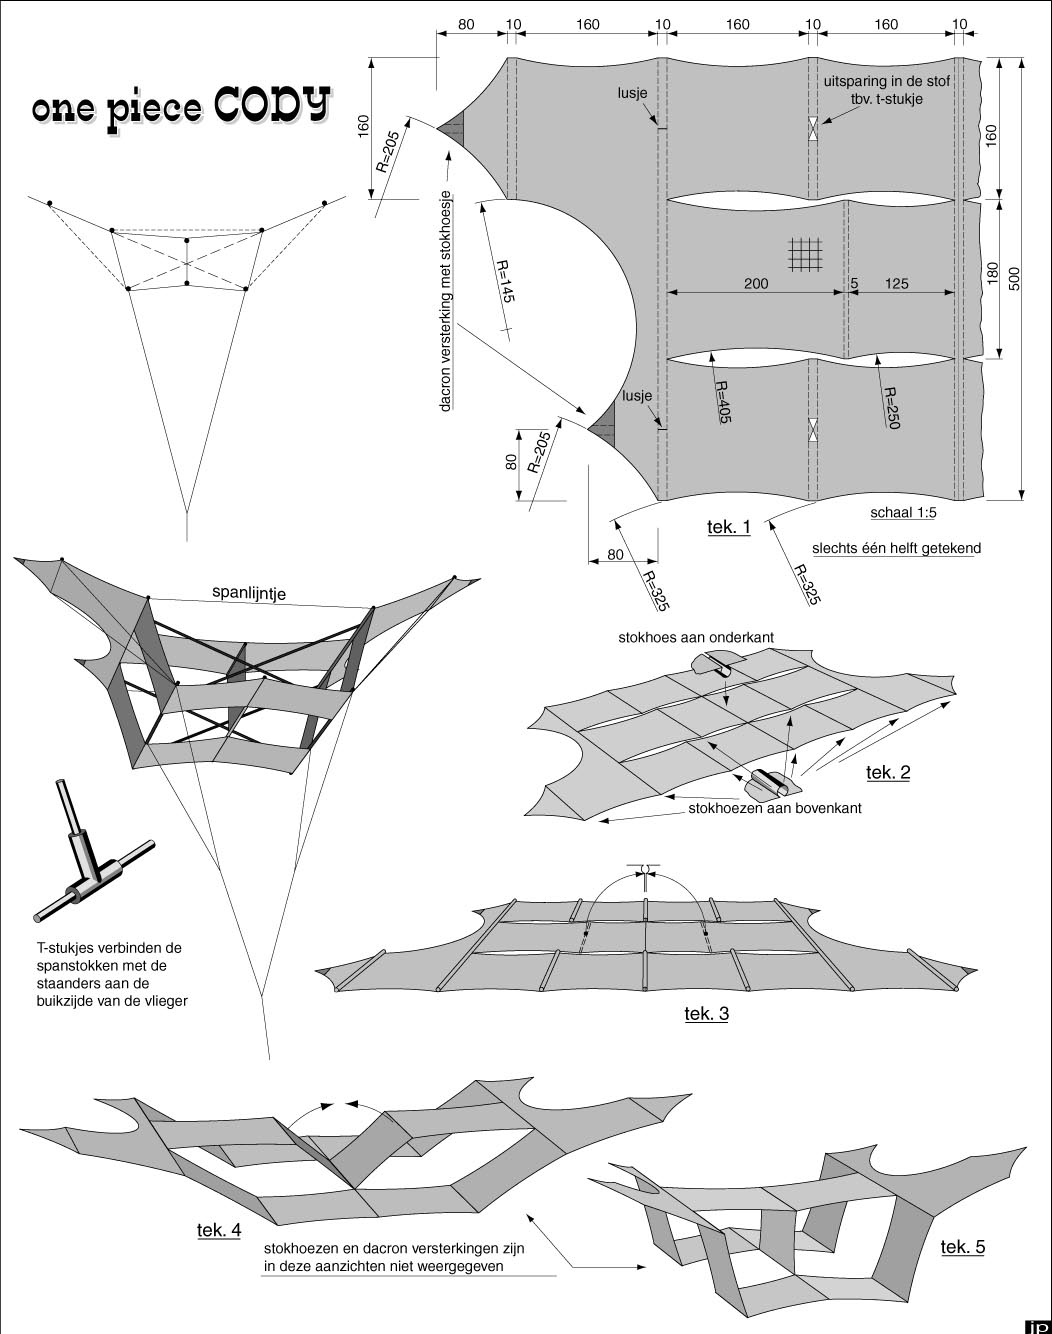 one piece CODY
80 10 160 10 160 10 160 10
lusje
uitsparing in de stof
tbv. t-stukje
160
R=205
160
dacron versterking met stokhoesje
R=145
200 5 125
180
500
lusje
R=405
R=250
R=205
80
schaal 1:5
tek. 1
slechts één helft getekend
80
R=325
R=325
spanlijntje
stokhoes aan onderkant
tek. 2
stokhoezen aan bovenkant
T-stukjes verbinden de
spanstokken met de
staanders aan de
buikzijde van de vlieger
tek. 3
tek. 4
stokhoezen en dacron versterkingen zijn
in deze aanzichten niet weergegeven
tek. 5
jp